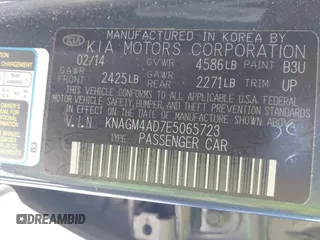 MANUFACTURED IN KOREA BY
KIA KIA MOTORS CORPORATION
02/14 GVWR 4586LB PAINT B3U
GAWR FRONT 2425LB GAWR REAR 2271LB TRIM UP
THIS VEHICLE CONFORMS TO ALL APPLICABLE
FEDERAL MOTOR VEHICLE SAFETY
BUMPER, AND THEFT PREVENTION STANDARDS
IN EFFECT ON THE DATE OF MANUFACTURE
SHOWN ABOVE.
V.I.N KNAGM4AD7E5065723
TYPE: PASSENGER CAR
B3
DREAMBID